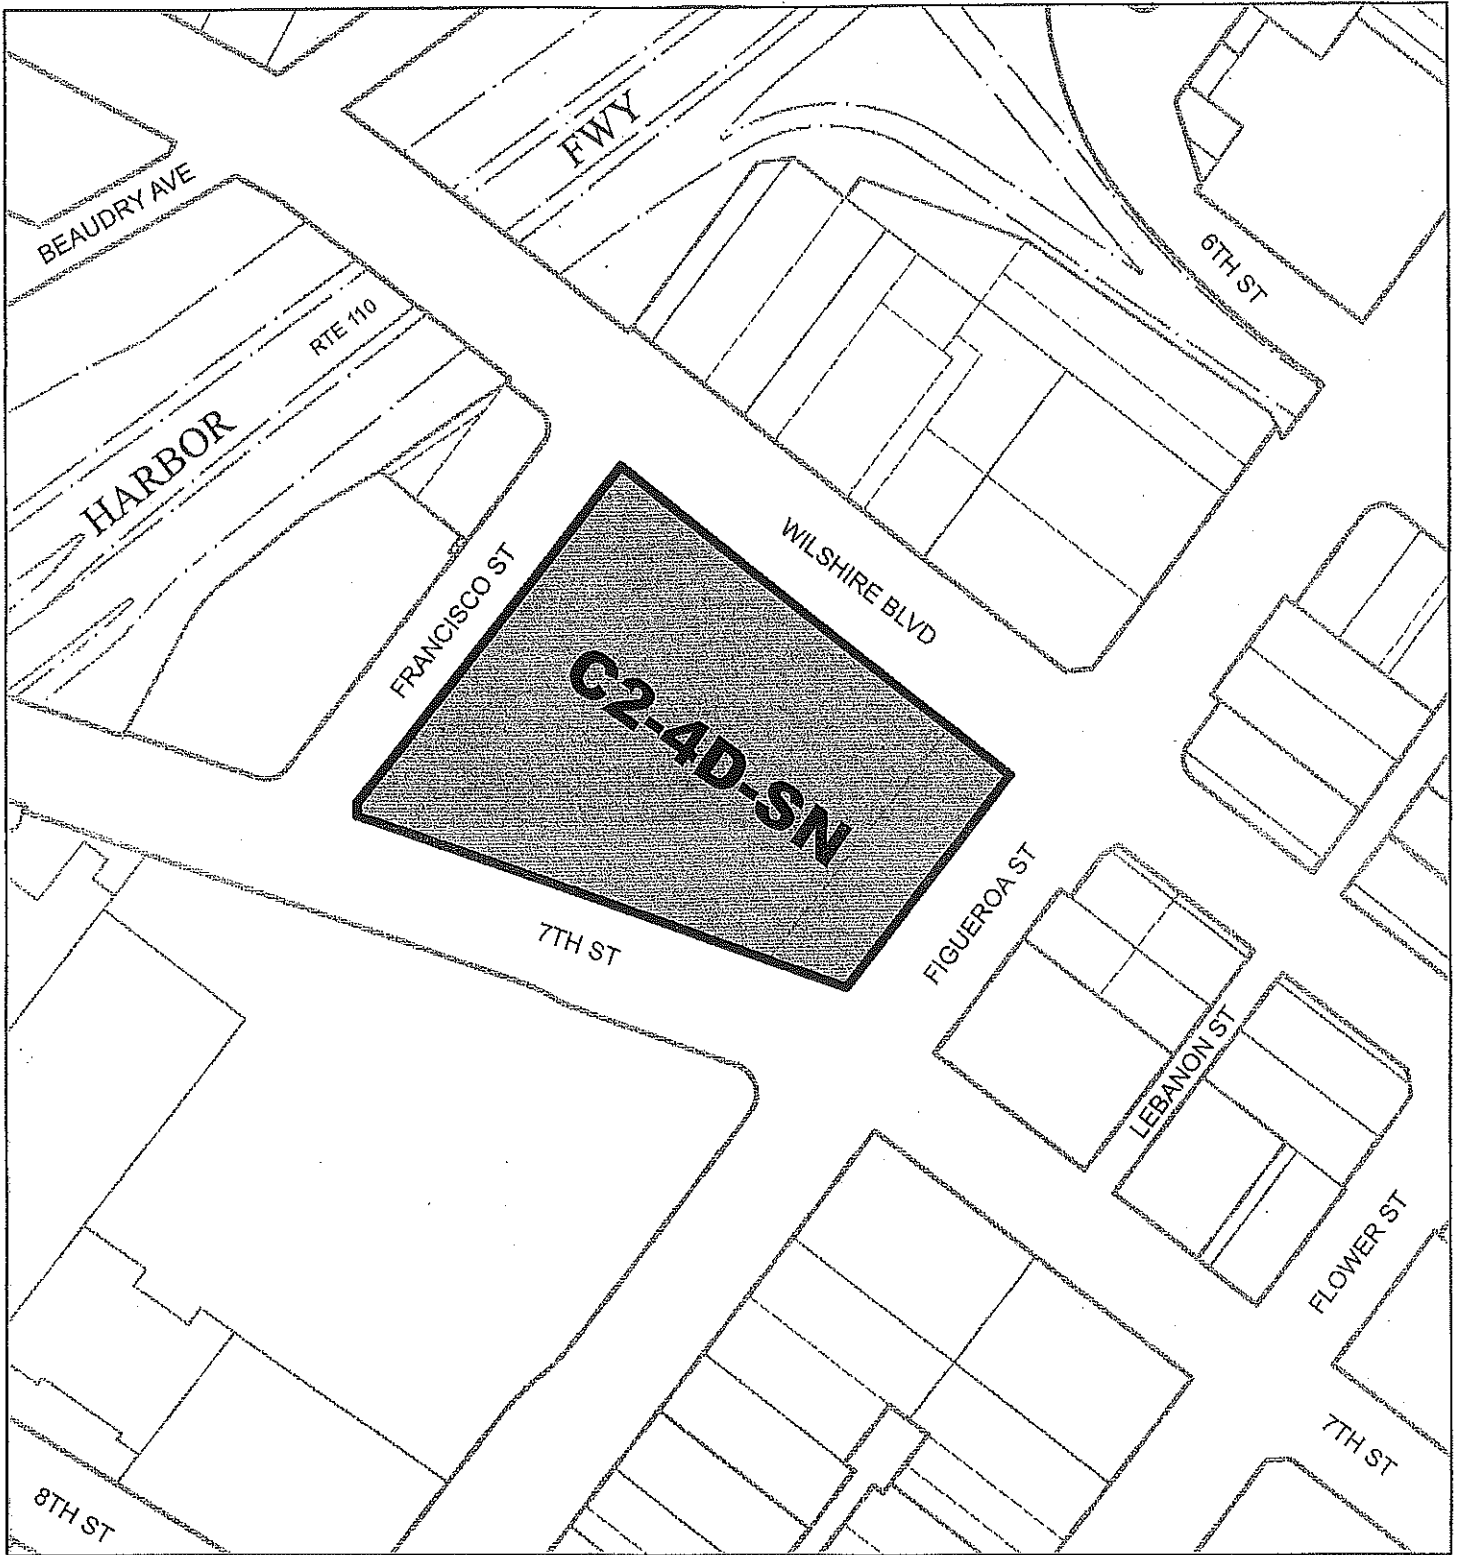 FWY
BEAUDRY AVE
6TH ST
RTE 110
HARBOR
WILSHIRE BLVD
FRANCISCO ST
C2-4D-SN
FIGUEROA ST
7TH ST
LEBANON ST
FLOWER ST
7TH ST
8TH ST